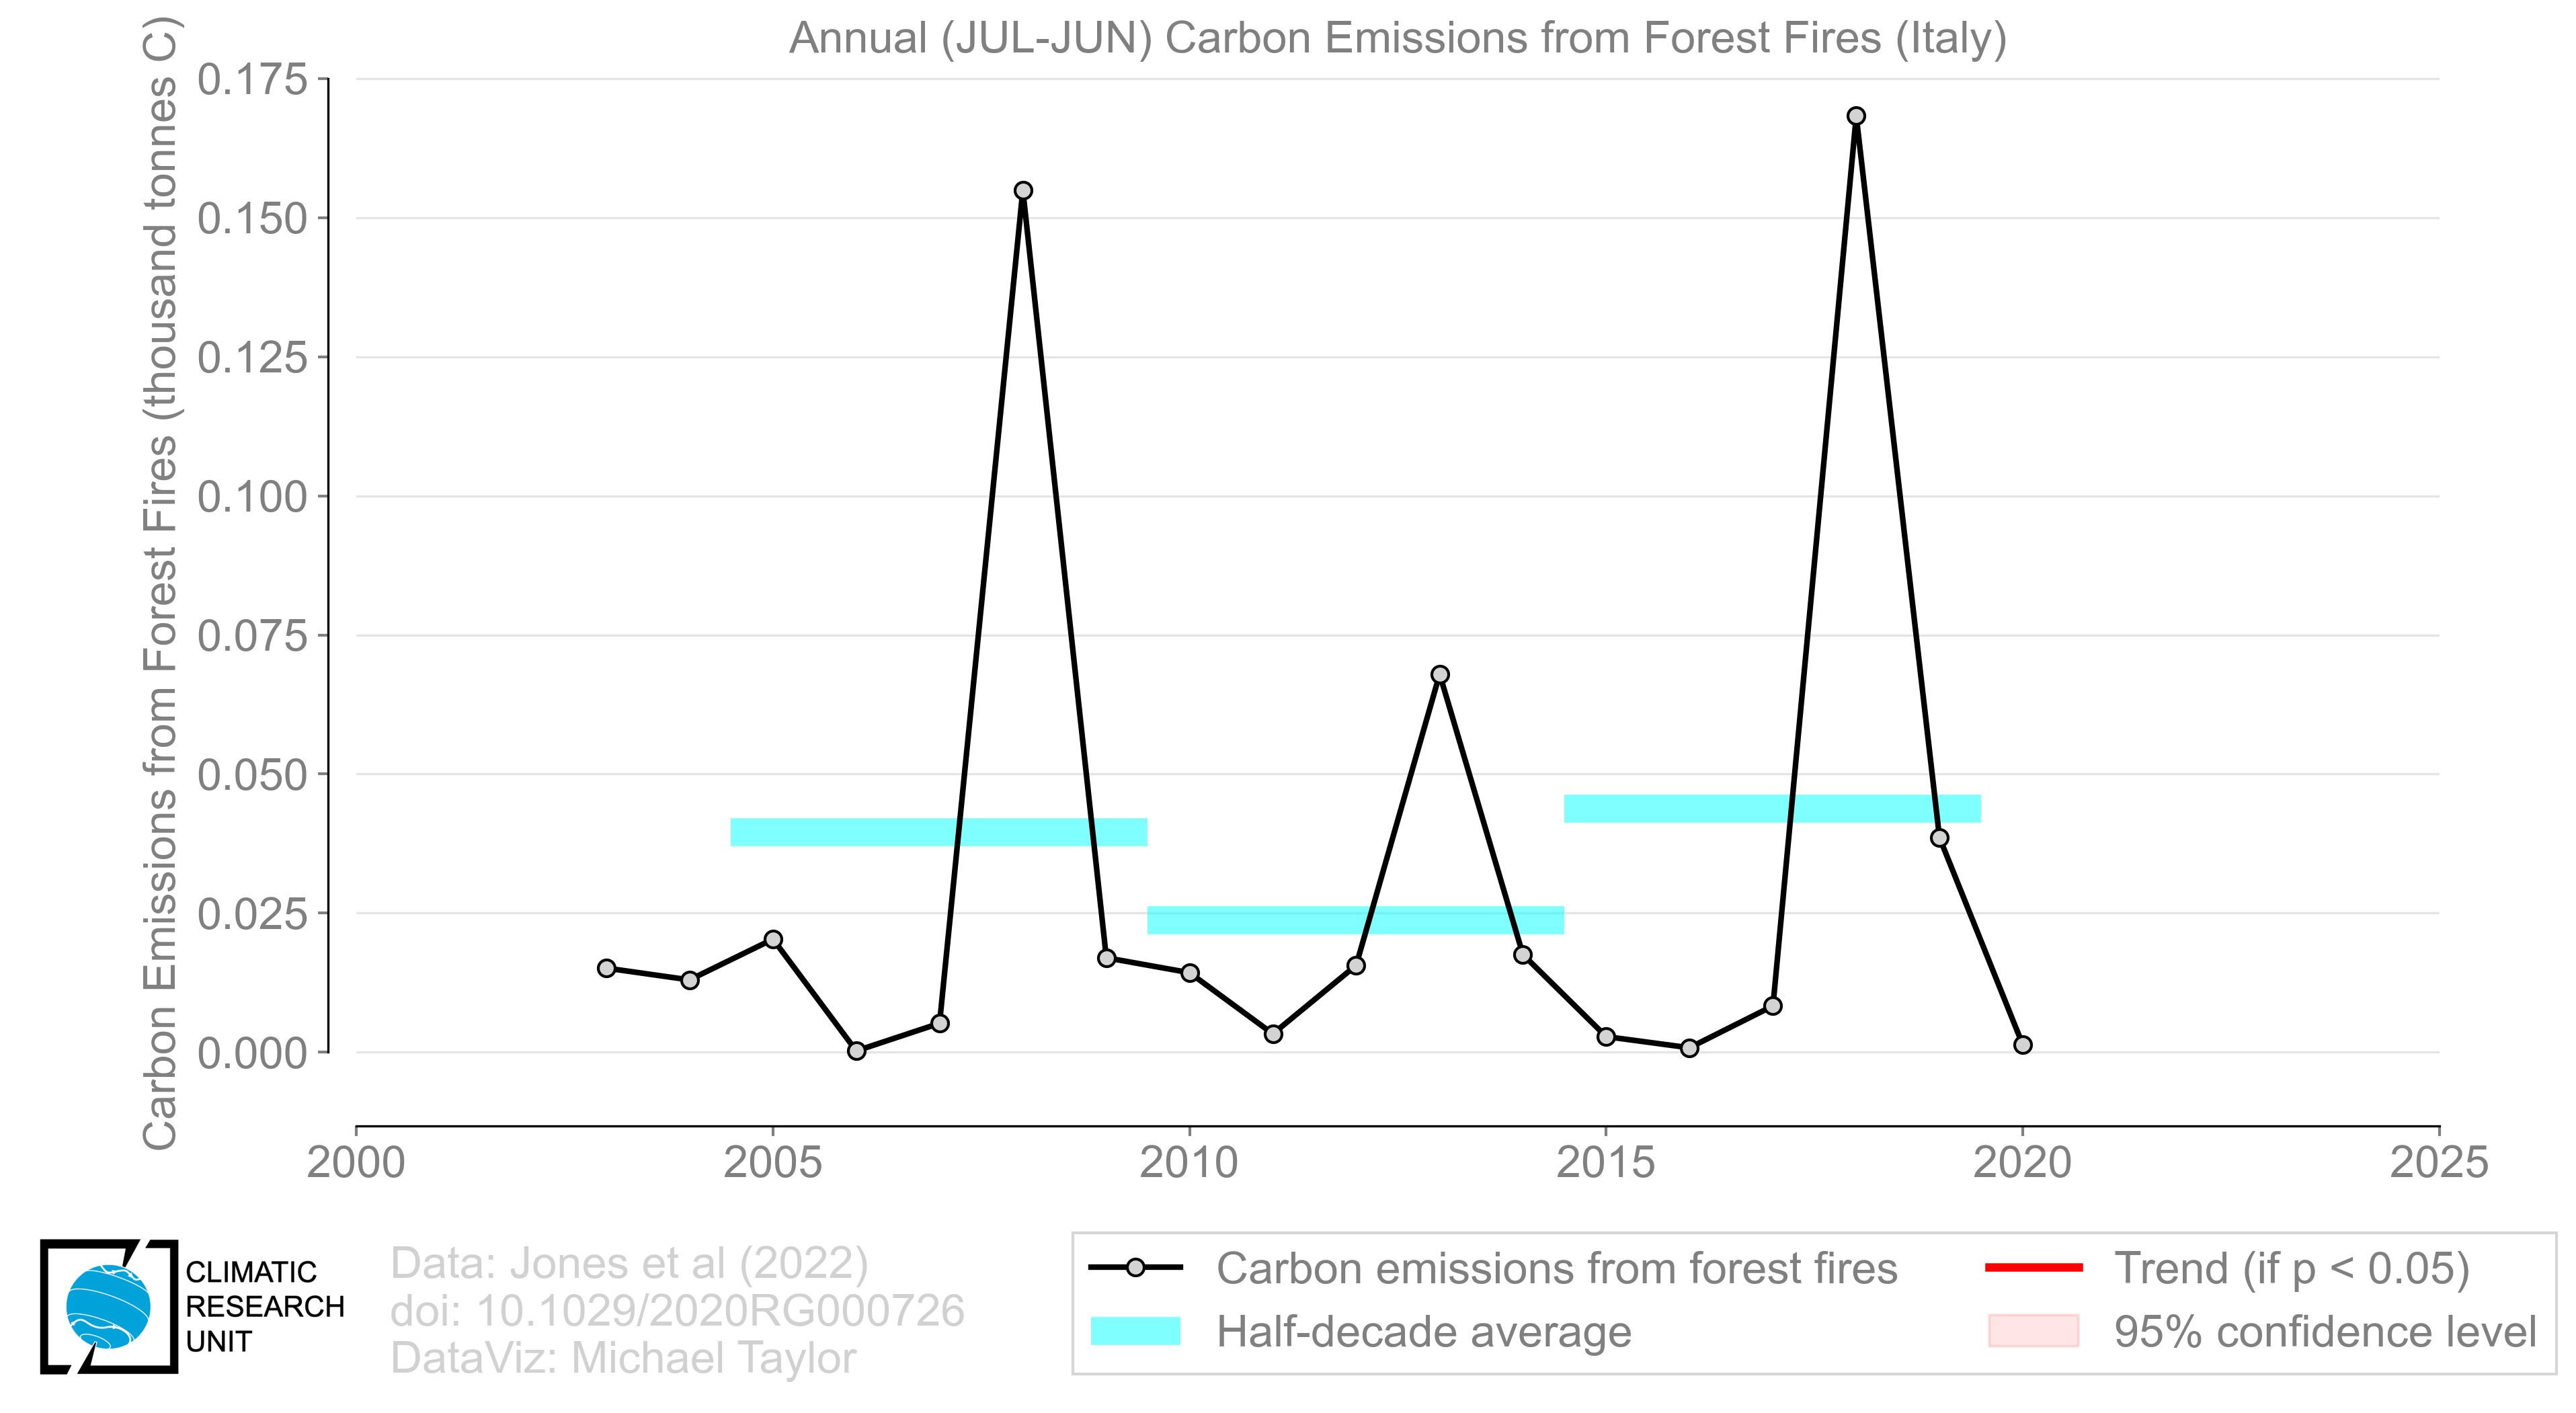 Annual (JUL-JUN) Carbon Emissions from Forest Fires (Italy)
Carbon Emissions from Forest Fires (thousand tonnes C)
0.175
0.150
0.125
0.100
0.075
0.050
0.025
0.000
2000 2005 2010 2015 2020 2025
CLIMATIC
RESEARCH
UNIT
Data: Jones et al (2022)
doi: 10.1029/2020RG000726
DataViz: Michael Taylor
Carbon emissions from forest fires
Half-decade average
Trend (if p < 0.05)
95% confidence level